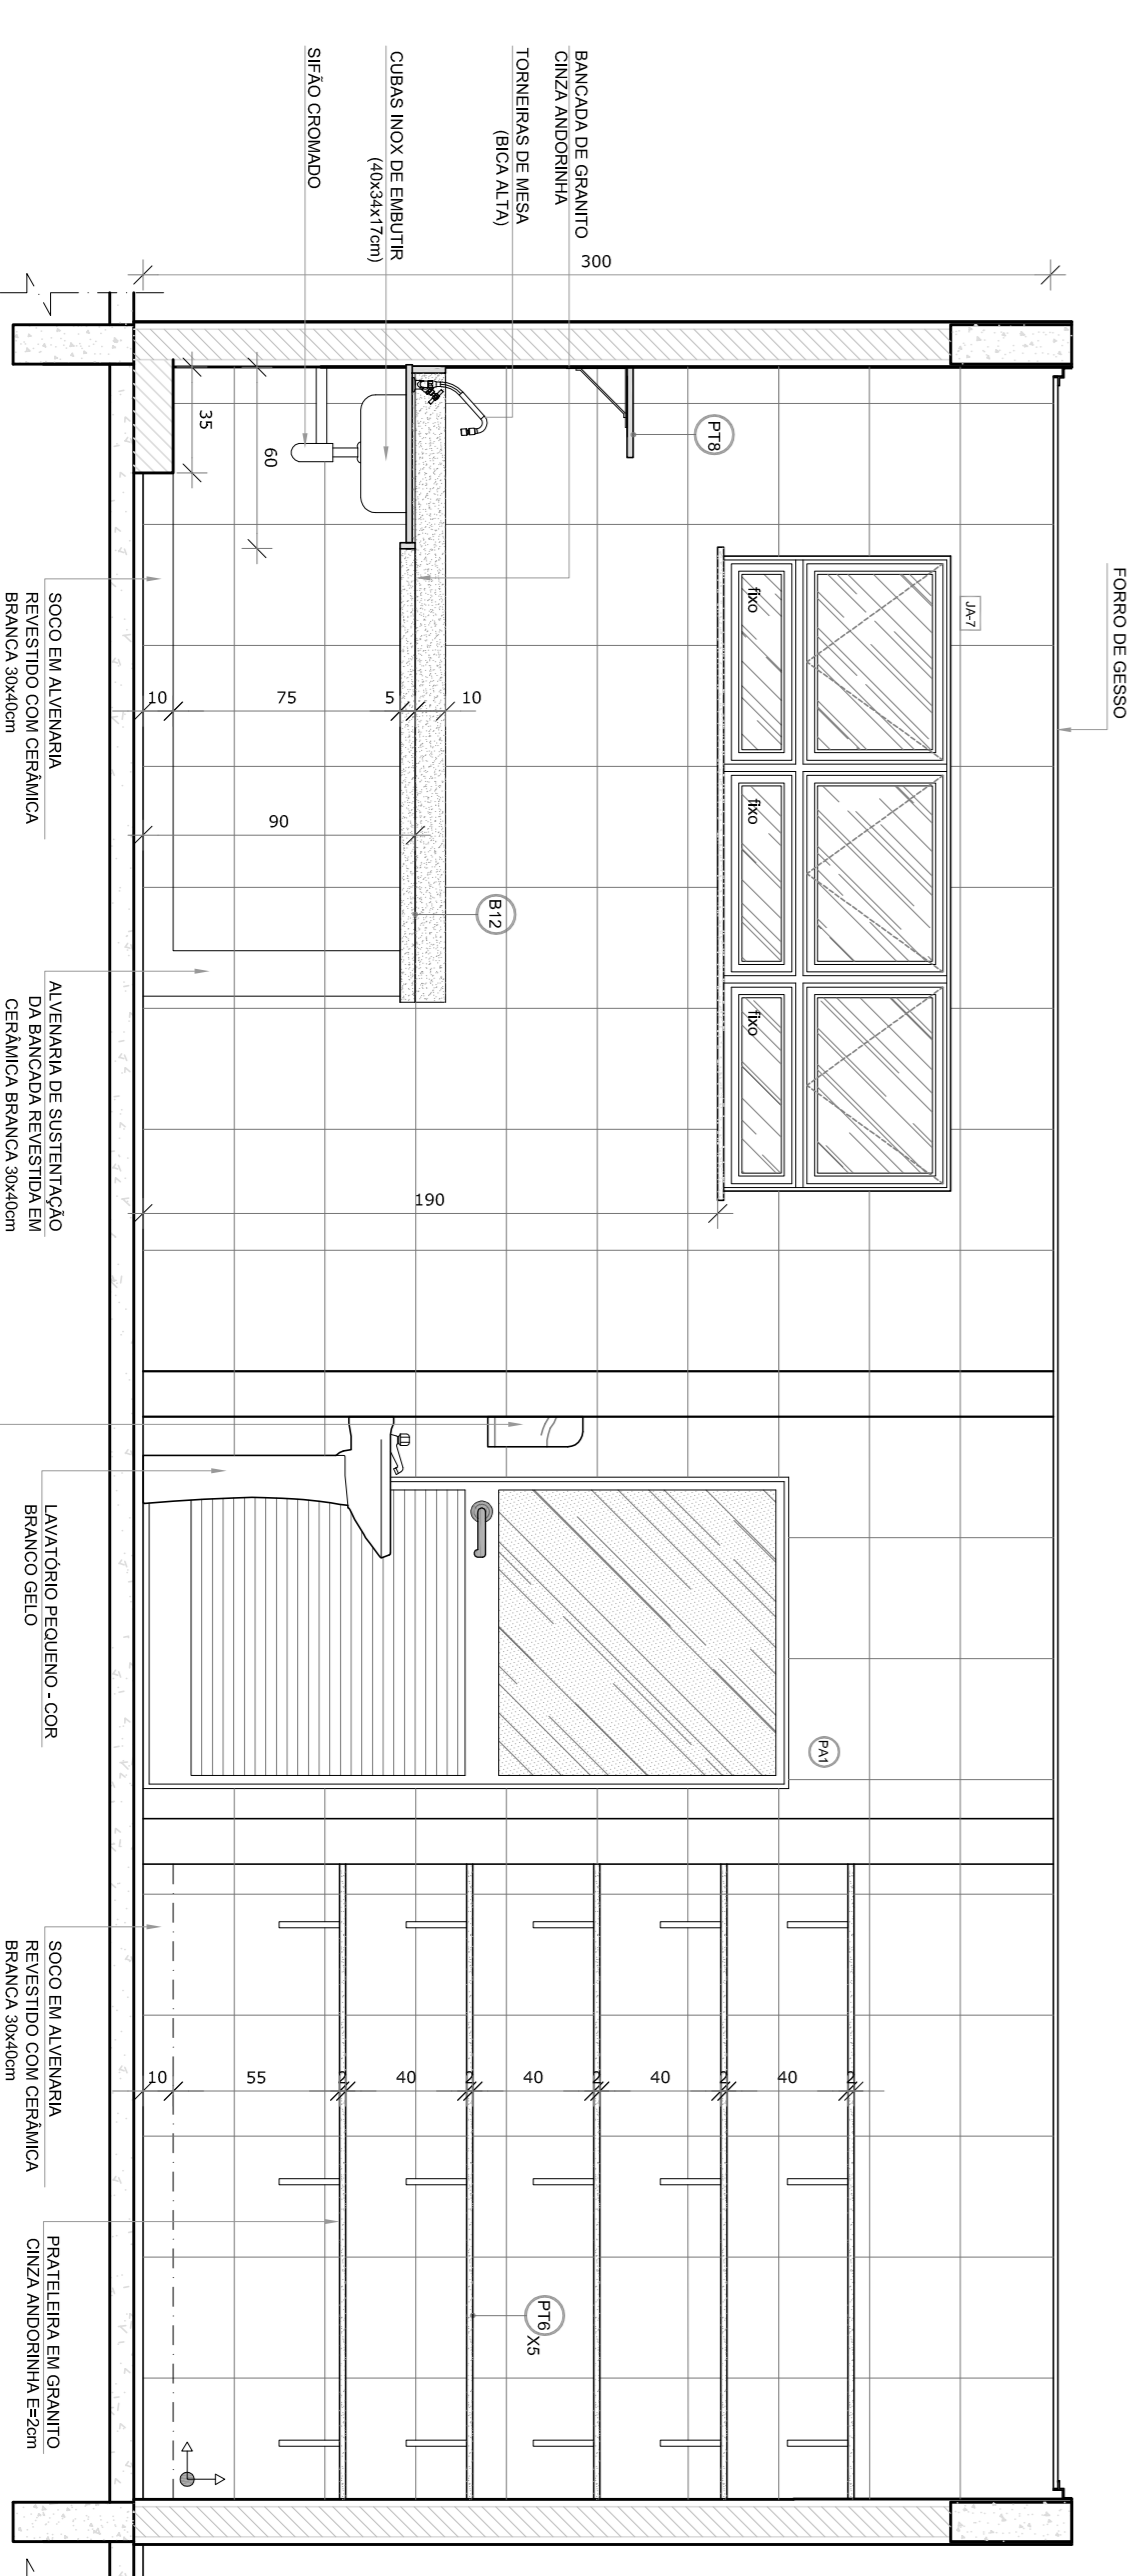 FORRO DE GESSO
BANCADA DE GRANITO
CINZA ANDORINHA
TORNEIRAS DE MESA
(BICA ALTA)
CUBAS INOX DE EMBUTIR
(40x34x17cm)
SIFÃO CROMADO
300
PT8
JA-7
fixo
fixo
fixo
35
60
10
75
5
10
90
B12
190
PA1
10
55
2
40
2
40
2
40
2
40
2
PT6
X5
SOCO EM ALVENARIA
REVESTIDO COM CERÂMICA
BRANCA 30x40cm
ALVENARIA DE SUSTENTAÇÃO
DA BANCADA REVESTIDA EM
CERÂMICA BRANCA 30x40cm
LAVATÓRIO PEQUENO - COR
BRANCO GELO
SOCO EM ALVENARIA
REVESTIDO COM CERÂMICA
BRANCA 30x40cm
PRATELEIRA EM GRANITO
CINZA ANDORINHA E=2cm